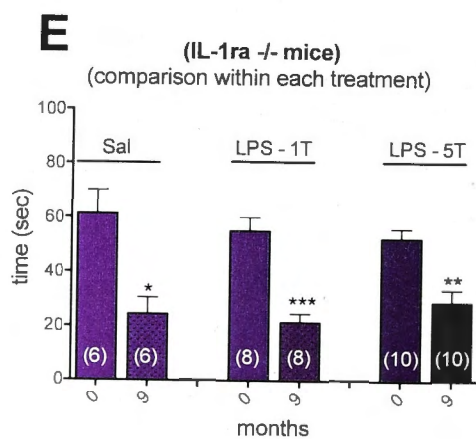 E
(IL-1ra -/- mice)
(comparison within each treatment)
100
80
60
40
20
0
time (sec)
Sal
LPS - 1T
LPS - 5T
*
***
**
(6) (6) (8) (8) (10) (10)
0 9 0 9 0 9
months